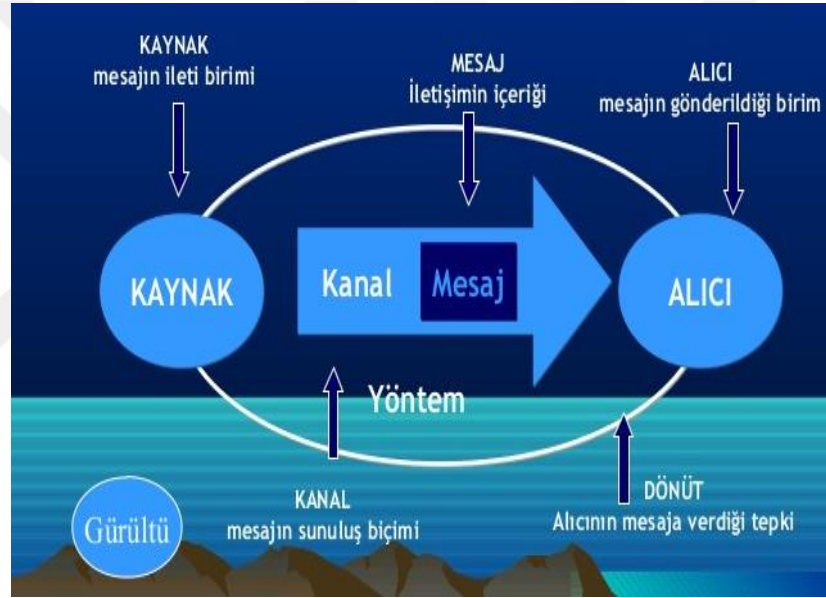 KAYNAK
mesajın ileti birimi
MESAJ
İletişimin içeriği
ALICI
mesajın gönderildiği birim
KAYNAK
Kanal
Mesaj
ALICI
Yöntem
KANAL
mesajın sunuluş biçimi
DÖNÜT
Alıcının mesaja verdiği tepki
Gürültü